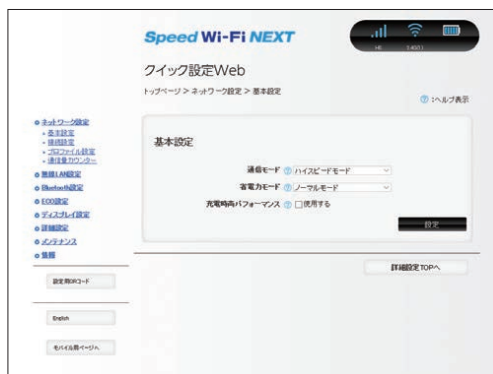 Speed Wi-Fi NEXT
クイック設定Web
トップページ > ネットワーク設定 > 基本設定
:ヘルプ表示
ネットワーク設定
基本設定
接続設定
プロファイル設定
通信量カウンター
無線LAN設定
Bluetooth設定
ECO設定
ディスプレイ設定
詳細設定
メンテナンス
情報
設定用QRコード
English
モバイル用ページへ
基本設定
通信モード ハイスピードモード
省電力モード ノーマルモード
充電時高パフォーマンス 使用する
設定
詳細設定TOPへ